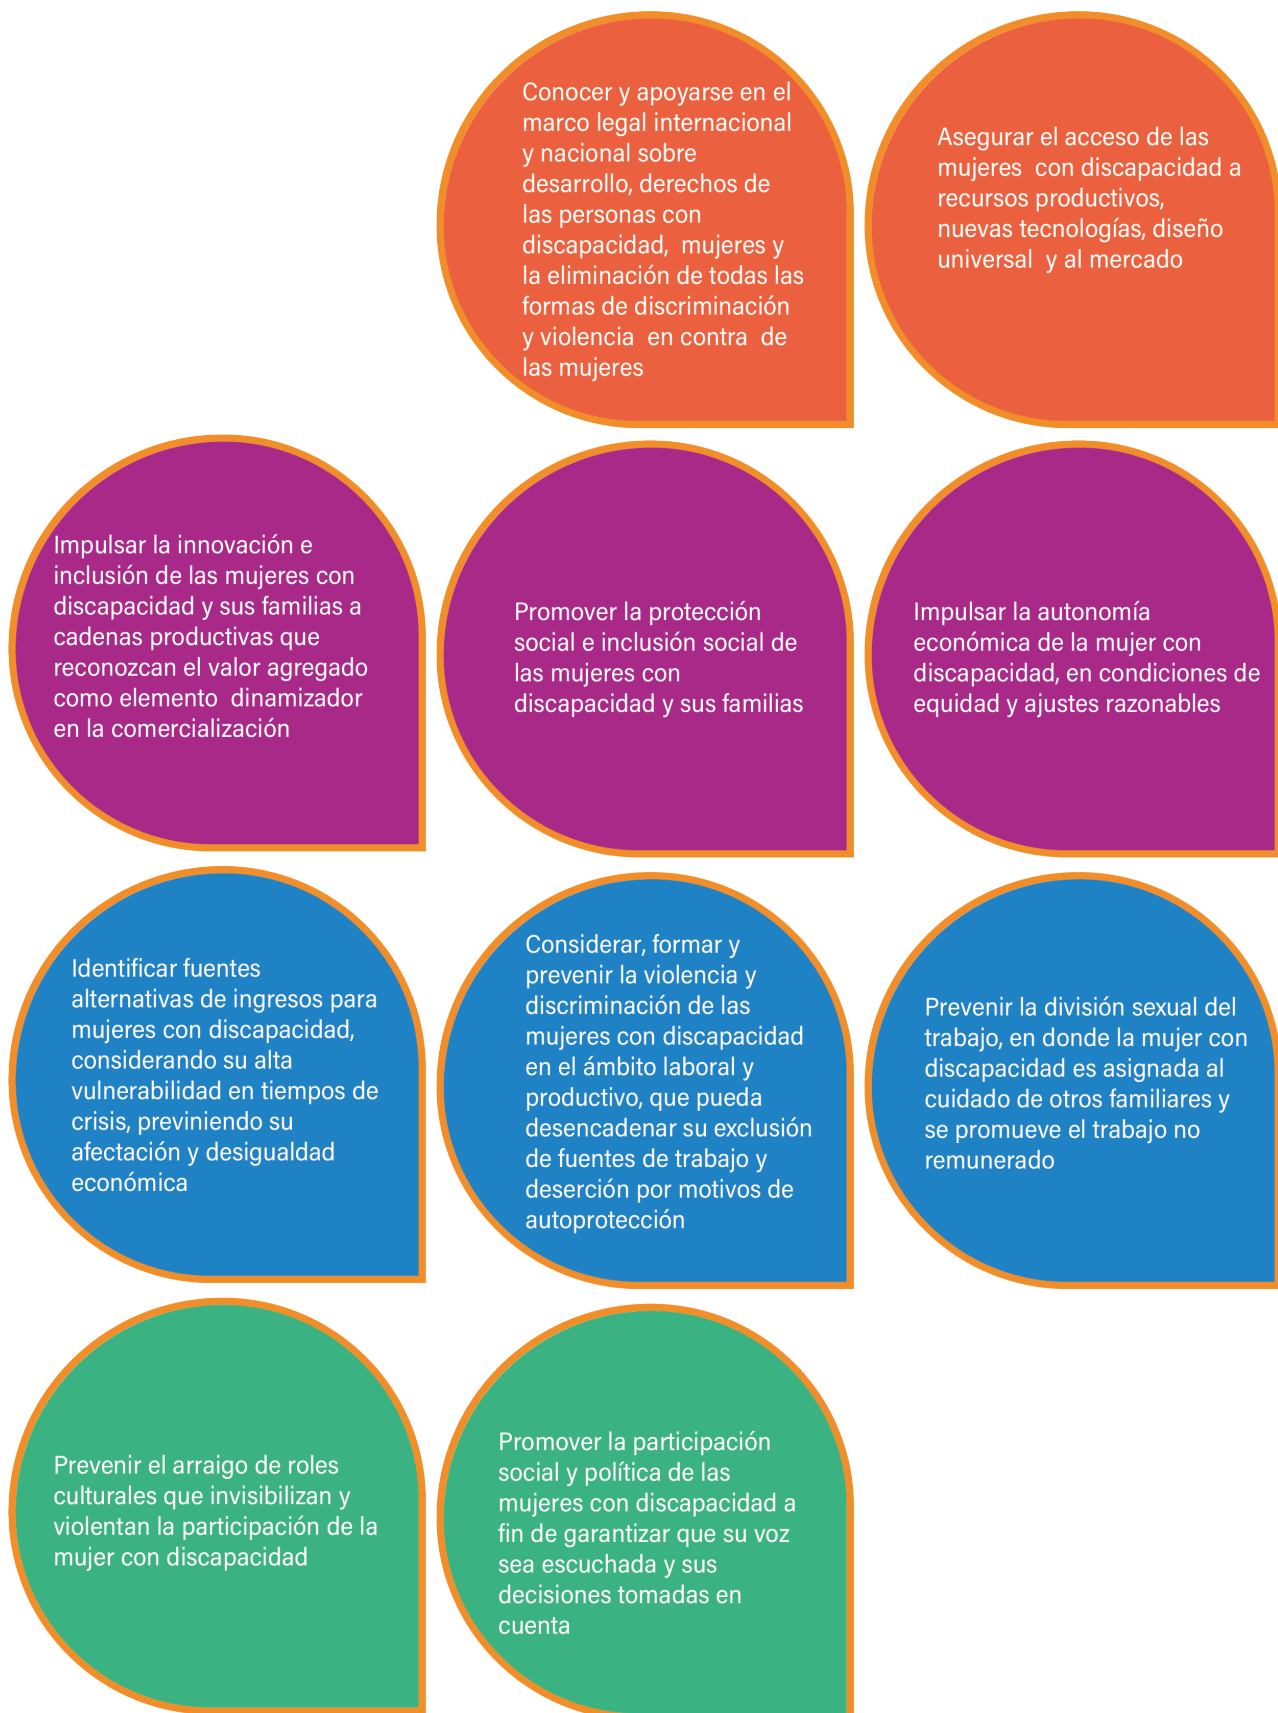 Conocer y apoyarse en el
marco legal internacional
y nacional sobre
desarrollo, derechos de
las personas con
discapacidad, mujeres y
la eliminación de todas las
formas de discriminación
y violencia en contra de
las mujeres
Asegurar el acceso de las
mujeres con discapacidad a
recursos productivos,
nuevas tecnologías, diseño
universal y al mercado
Impulsar la innovación e
inclusión de las mujeres con
discapacidad y sus familias a
cadenas productivas que
reconozcan el valor agregado
como elemento dinamizador
en la comercialización
Promover la protección
social e inclusión social de
las mujeres con
discapacidad y sus familias
Impulsar la autonomía
económica de la mujer con
discapacidad, en condiciones de
equidad y ajustes razonables
Identificar fuentes
alternativas de ingresos para
mujeres con discapacidad,
considerando su alta
vulnerabilidad en tiempos de
crisis, previniendo su
afectación y desigualdad
económica
Considerar, formar y
prevenir la violencia y
discriminación de las
mujeres con discapacidad
en el ámbito laboral y
productivo, que pueda
desencadenar su exclusión
de fuentes de trabajo y
deserción por motivos de
autoprotección
Prevenir la división sexual del
trabajo, en donde la mujer con
discapacidad es asignada al
cuidado de otros familiares y
se promueve el trabajo no
remunerado
Prevenir el arraigo de roles
culturales que invisibilizan y
violentan la participación de la
mujer con discapacidad
Promover la participación
social y política de las
mujeres con discapacidad a
fin de garantizar que su voz
sea escuchada y sus
decisiones tomadas en
cuenta